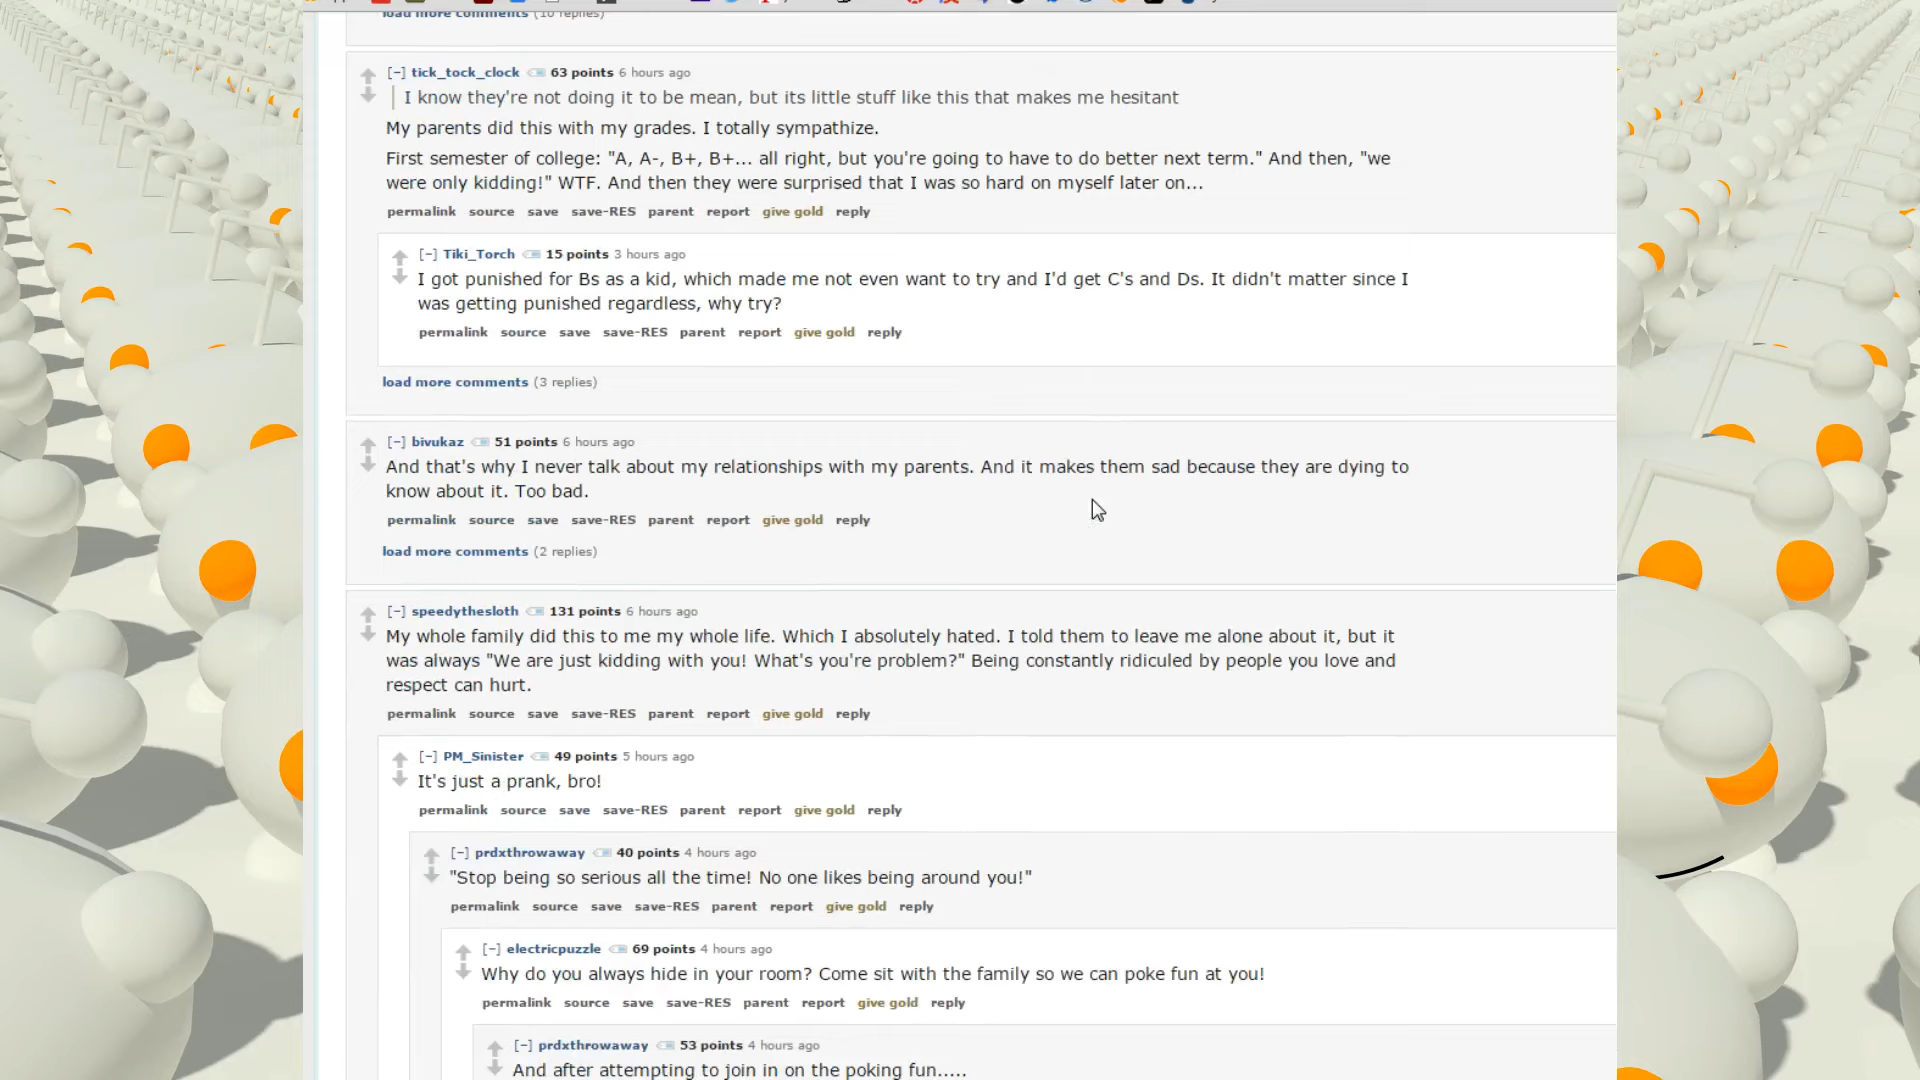 load more comments (10 replies)
[–] tick_tock_clock 63 points 6 hours ago
I know they're not doing it to be mean, but its little stuff like this that makes me hesitant
My parents did this with my grades. I totally sympathize.
First semester of college: "A, A-, B+, B+... all right, but you're going to have to do better next term." And then, "we
were only kidding!" WTF. And then they were surprised that I was so hard on myself later on...
permalink source save save-RES parent report give gold reply
[–] Tiki_Torch 15 points 3 hours ago
I got punished for Bs as a kid, which made me not even want to try and I'd get C's and Ds. It didn't matter since I
was getting punished regardless, why try?
permalink source save save-RES parent report give gold reply
load more comments (3 replies)
[–] bivukaz 51 points 6 hours ago
And that's why I never talk about my relationships with my parents. And it makes them sad because they are dying to
know about it. Too bad.
permalink source save save-RES parent report give gold reply
load more comments (2 replies)
[–] speedythesloth 131 points 6 hours ago
My whole family did this to me my whole life. Which I absolutely hated. I told them to leave me alone about it, but it
was always "We are just kidding with you! What's you're problem?" Being constantly ridiculed by people you love and
respect can hurt.
permalink source save save-RES parent report give gold reply
[–] PM_Sinister 49 points 5 hours ago
It's just a prank, bro!
permalink source save save-RES parent report give gold reply
[–] prdxthrowaway 40 points 4 hours ago
"Stop being so serious all the time! No one likes being around you!"
permalink source save save-RES parent report give gold reply
[–] electricpuzzle 69 points 4 hours ago
Why do you always hide in your room? Come sit with the family so we can poke fun at you!
permalink source save save-RES parent report give gold reply
[–] prdxthrowaway 53 points 4 hours ago
And after attempting to join in on the poking fun.....